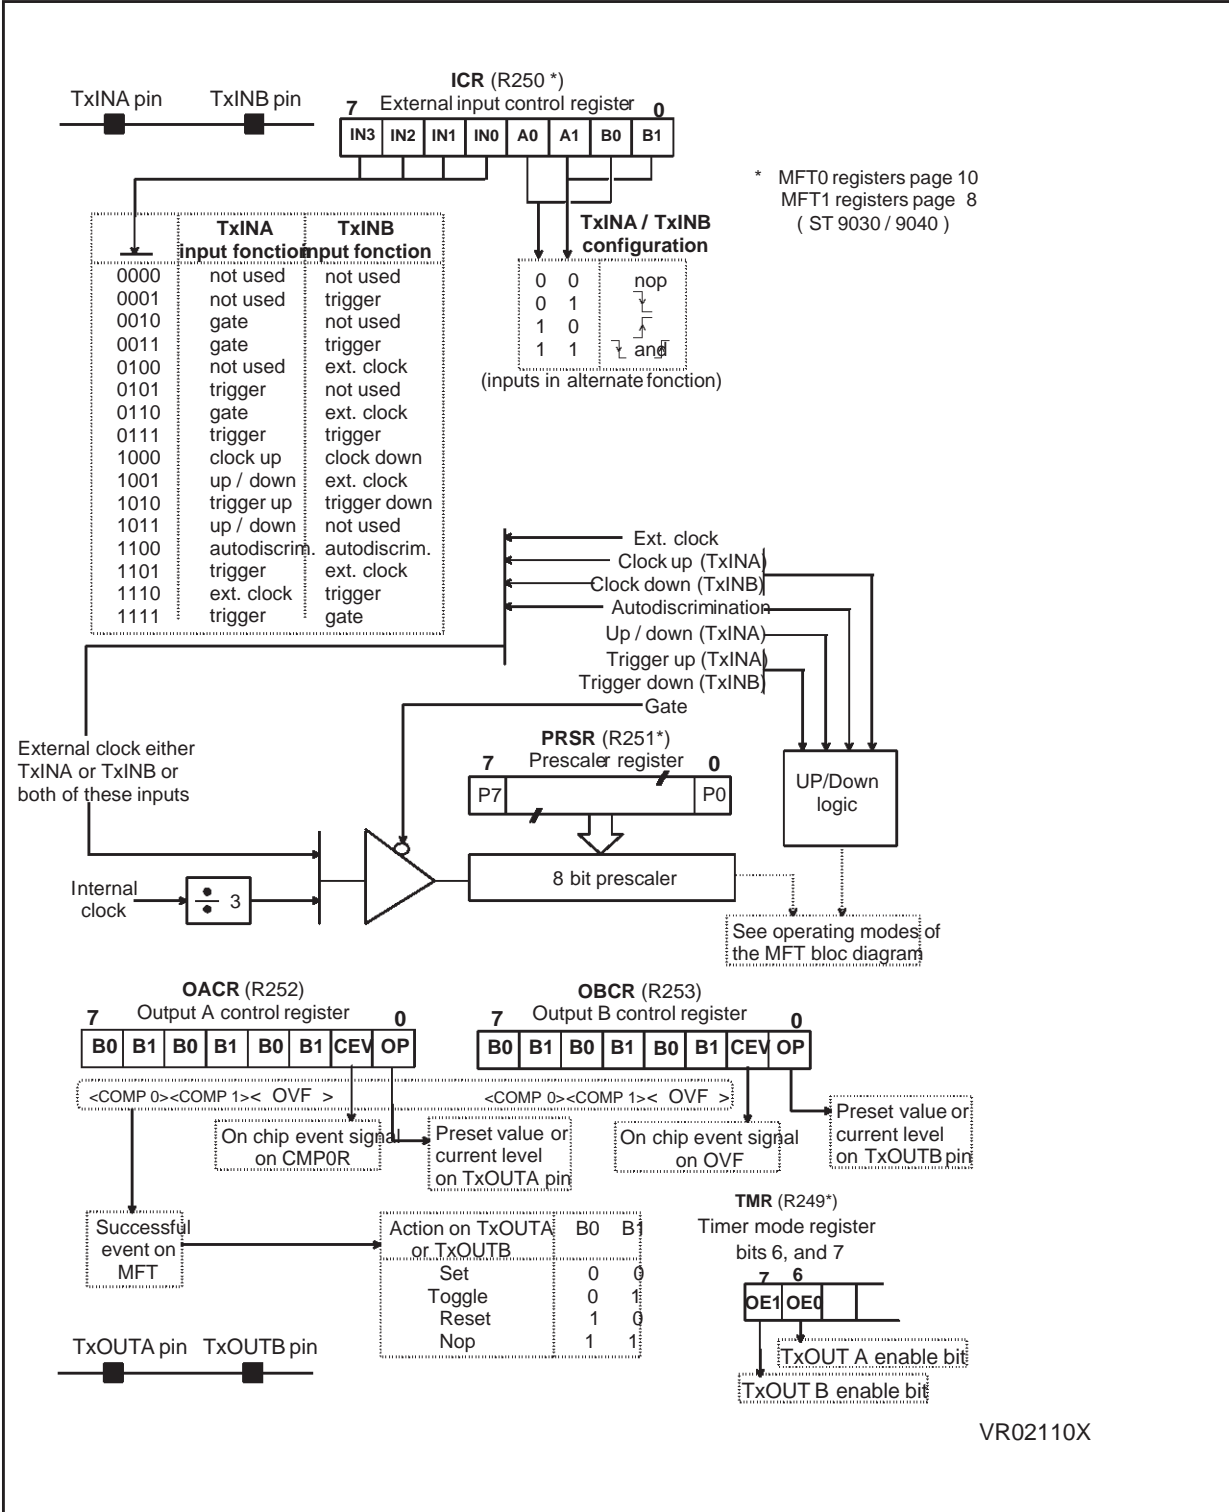 ICR (R250 *)
TxINA pin TxINB pin
7 External input control register 0
IN3 IN2 IN1 IN0 A0 A1 B0 B1
* MFT0 registers page 10
MFT1 registers page 8
( ST 9030 / 9040 )
TxINA TxINB
input fonction input fonction
0000 not used not used
0001 not used trigger
0010 gate not used
0011 gate trigger
0100 not used ext. clock
0101 trigger not used
0110 gate ext. clock
0111 trigger trigger
1000 clock up clock down
1001 up / down ext. clock
1010 trigger up trigger down
1011 up / down not used
1100 autodiscrim. autodiscrim.
1101 trigger ext. clock
1110 ext. clock trigger
1111 trigger gate
TxINA / TxINB
configuration
0 0 nop
0 1
1 0
1 1 and
(inputs in alternate fonction)
Ext. clock
Clock up (TxINA)
Clock down (TxINB)
Autodiscrimination
Up / down (TxINA)
Trigger up (TxINA)
Trigger down (TxINB)
Gate
External clock either
TxINA or TxINB or
both of these inputs
PRSR (R251*)
Prescaler register
7 0
P7 P0
UP/Down
logic
8 bit prescaler
Internal
clock
÷ 3
See operating modes of
the MFT bloc diagram
OACR (R252)
Output A control register
7 0
B0 B1 B0 B1 B0 B1 CEV OP
<COMP 0><COMP 1>< OVF >
OBCR (R253)
Output B control register
7 0
B0 B1 B0 B1 B0 B1 CEV OP
<COMP 0><COMP 1>< OVF >
On chip event signal
on CMP0R
Preset value or
current level
on TxOUTA pin
On chip event signal
on OVF
Preset value or
current level
on TxOUTB pin
Successful
event on
MFT
Action on TxOUTA B0 B1
or TxOUTB
Set 0 0
Toggle 0 1
Reset 1 0
Nop 1 1
TMR (R249*)
Timer mode register
bits 6, and 7
7 6
OE1 OE0
TxOUT A enable bit
TxOUT B enable bit
TxOUTA pin TxOUTB pin
VR02110X